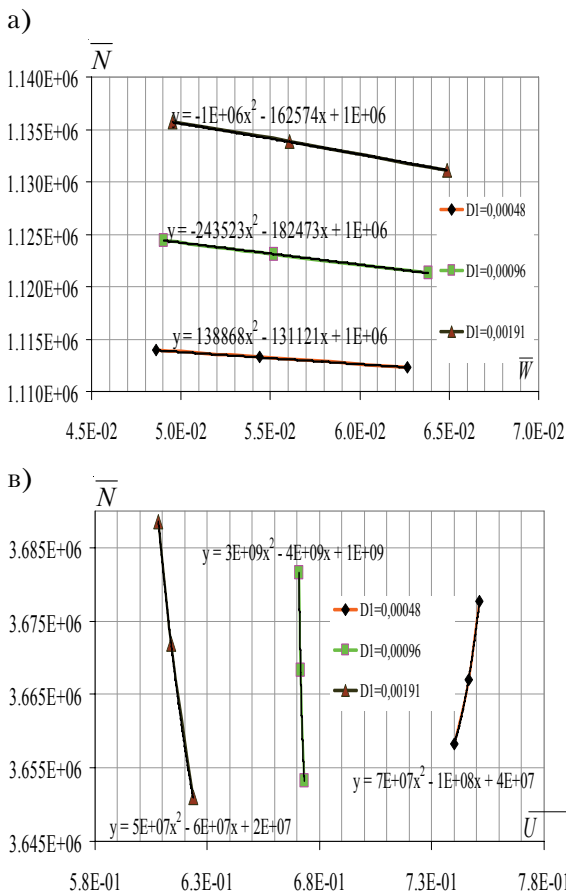 а)
N
1.140E+06
y = -1E+06x² - 162574x + 1E+06
1.135E+06
1.130E+06
D1=0,00048
y = -243523x² - 182473x + 1E+06
1.125E+06
D1=0,00096
1.120E+06
y = 138868x² - 131121x + 1E+06
D1=0,00191
1.115E+06
1.110E+06
W
4.5E-02 5.0E-02 5.5E-02 6.0E-02 6.5E-02 7.0E-02
в)
N
3.685E+06
y = 3E+09x² - 4E+09x + 1E+09
D1=0,00048
3.675E+06
D1=0,00096
3.665E+06
D1=0,00191
3.655E+06
y = 7E+07x² - 1E+08x + 4E+07
y = 5E+07x² - 6E+07x + 2E+07
U
3.645E+06
5.8E-01 6.3E-01 6.8E-01 7.3E-01 7.8E-01